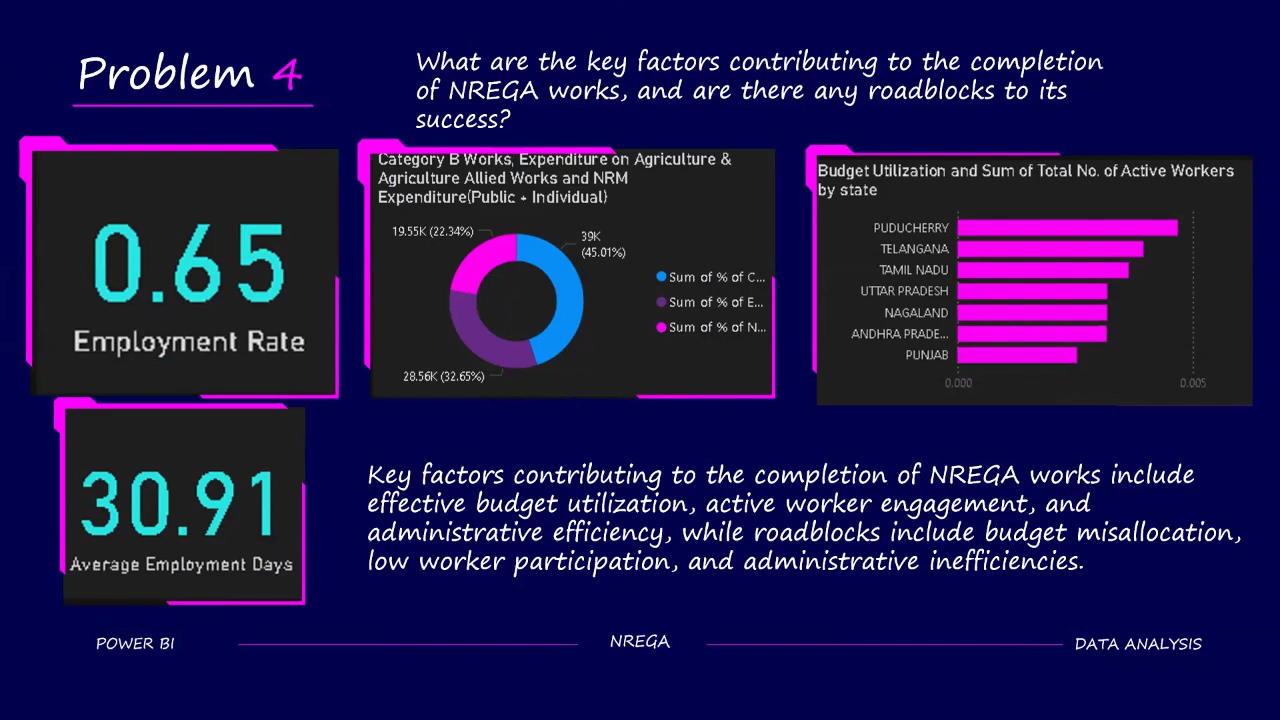 Problem 4
What are the key factors contributing to the completion
of NREGA works, and are there any roadblocks to its
success?
0.65
Employment Rate
Category B Works, Expenditure on Agriculture &
Agriculture Allied Works and NRM
Expenditure(Public + Individual)
19.55K (22.34%)
39K
(45.01%)
28.56K (32.65%)
Sum of % of C...
Sum of % of E...
Sum of % of N...
Budget Utilization and Sum of Total No. of Active Workers
by state
PUDUCHERRY
TELANGANA
TAMIL NADU
UTTAR PRADESH
NAGALAND
ANDHRA PRADE...
PUNJAB
0.000 0.005
30.91
Average Employment Days
Key factors contributing to the completion of NREGA works include
effective budget utilization, active worker engagement, and
administrative efficiency, while roadblocks include budget misallocation,
low worker participation, and administrative inefficiencies.
POWER BI NREGA DATA ANALYSIS